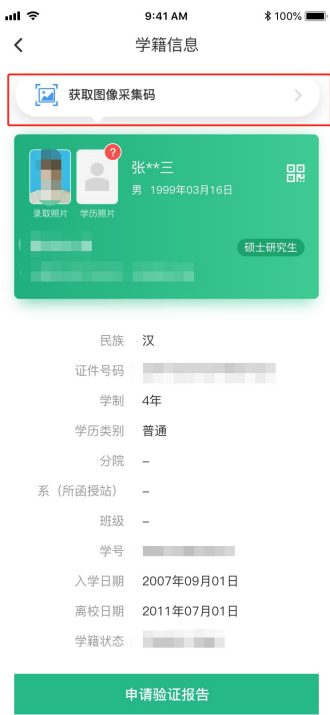 9:41 AM
100%
学籍信息
获取图像采集码
?
张**三
男 1999年03月16日
录取照片 学历照片
硕士研究生
民族 汉
证件号码
学制 4年
学历类别 普通
分院 –
系（所函授站） –
班级 –
学号
入学日期 2007年09月01日
离校日期 2011年07月01日
学籍状态
申请验证报告